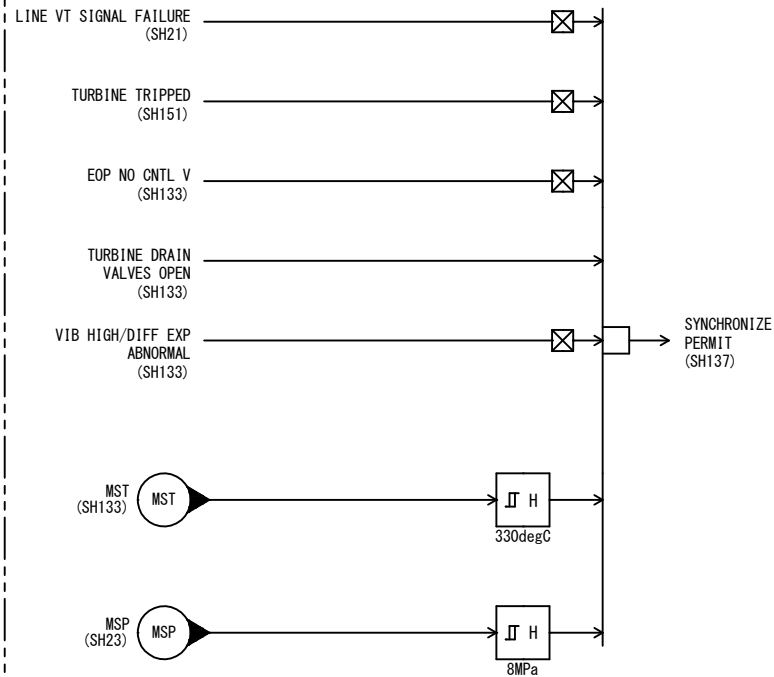 LINE VT SIGNAL FAILURE
(SH21)
TURBINE TRIPPED
(SH151)
EOP NO CNTL V
(SH133)
TURBINE DRAIN
VALVES OPEN
(SH133)
VIB HIGH/DIFF EXP
ABNORMAL
(SH133)
SYNCHRONIZE
PERMIT
(SH137)
MST
(SH133)
MST
H
330degC
MSP
(SH23)
MSP
H
8MPa